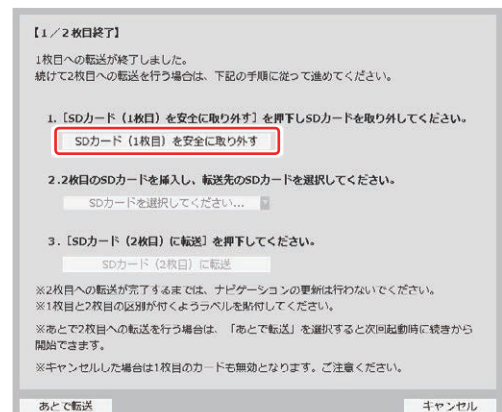 【1／2枚目終了】
1枚目への転送が終了しました。
続けて2枚目への転送を行う場合は、下記の手順に従って進めてください。
1.［SDカード（1枚目）を安全に取り外す］を押下しSDカードを取り外してください。
SDカード（1枚目）を安全に取り外す
2.2枚目のSDカードを挿入し、転送先のSDカードを選択してください。
SDカードを選択してください...
3.［SDカード（2枚目）に転送］を押下してください。
SDカード（2枚目）に転送
※2枚目への転送が完了するまでは、ナビゲーションの更新は行わないでください。
※1枚目と2枚目の区別が付くようラベルを貼付してください。
※あとで2枚目への転送を行う場合は、「あとで転送」を選択すると次回起動時に続きから
開始できます。
※キャンセルした場合は1枚目のカードも無効となります。ご注意ください。
あとで転送
キャンセル